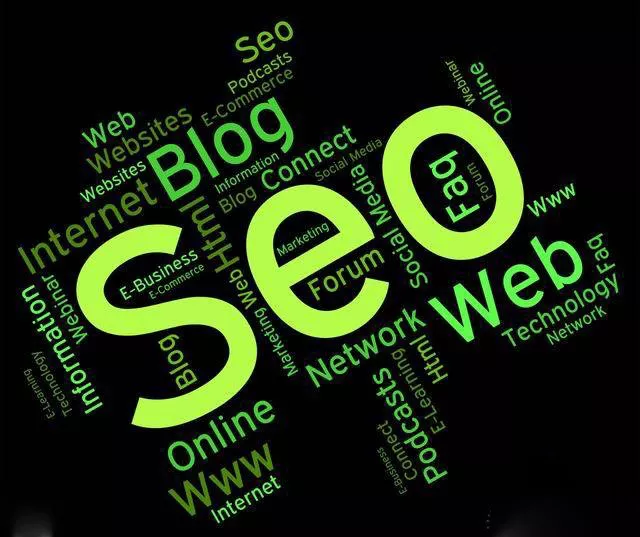 Seo
Podcasts
E-Commerce
Web
Websites
Blog
Websites
Information
Connect
Social Media
Webinar
Online
Internet
Html
Blog
Seo
Faq
Forum
Www
E-Business
E-Commerce
Marketing
Forum
Social Media
Web
Faq
Technology
Network
Information
Webinar
Technology
E-Learning
Blog
Marketing
Web
Network
Html
E-Learning
Podcasts
Connect
E-Business
Online
Www
Internet